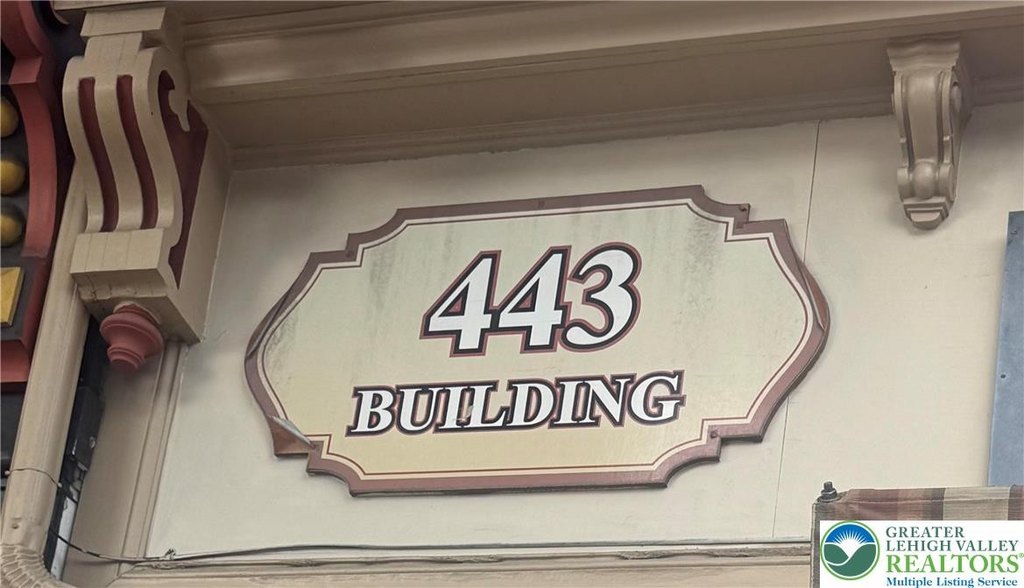 443
BUILDING
GREATER
LEHIGH VALLEY
REALTORS®
Multiple Listing Service